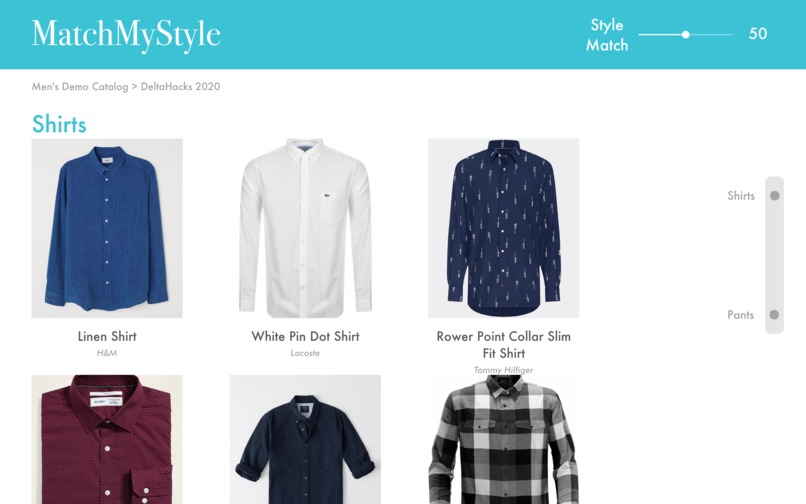 MatchMyStyle
Style
Match
50
Men's Demo Catalog > DeltaHacks 2020
Shirts
Shirts
Pants
Linen Shirt
H&M
White Pin Dot Shirt
Lacoste
Rower Point Collar Slim
Fit Shirt
Tommy Hilfiger